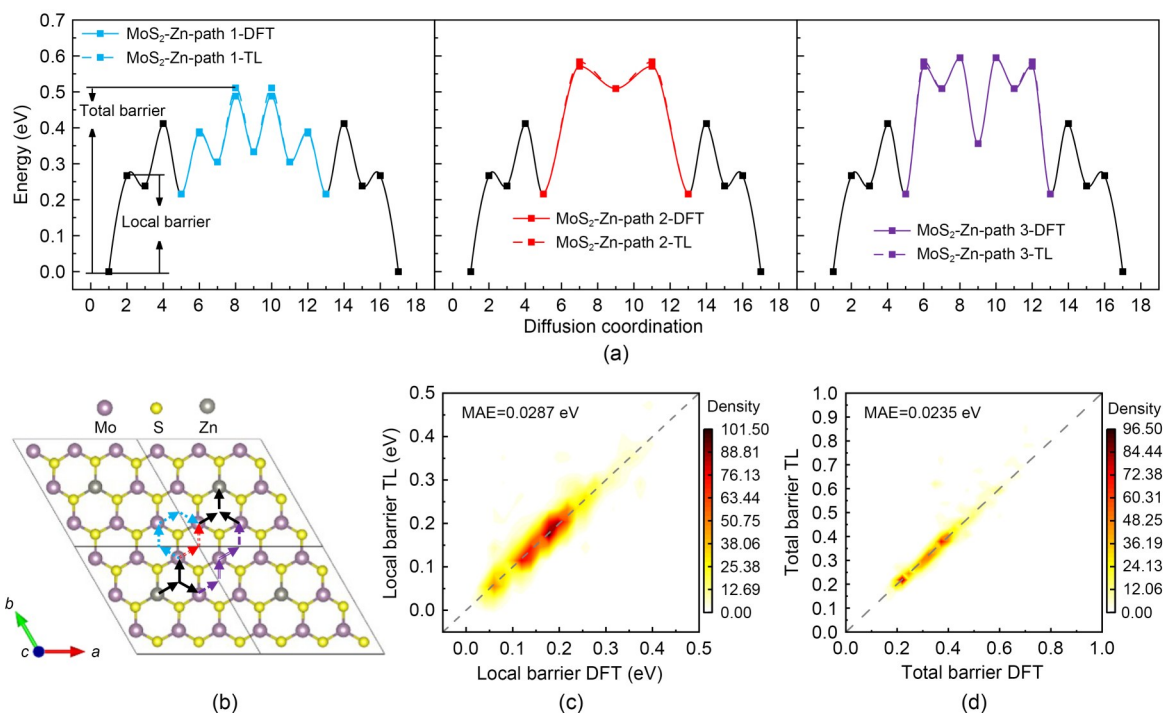 0.7
0.6
0.5
0.4
0.3
0.2
0.1
0.0
Energy (eV)
MoS₂-Zn-path 1-DFT
MoS₂-Zn-path 1-TL
Total barrier
Local barrier
MoS₂-Zn-path 2-DFT
MoS₂-Zn-path 2-TL
MoS₂-Zn-path 3-DFT
MoS₂-Zn-path 3-TL
0 2 4 6 8 10 12 14 16 0 2 4 6 8 10 12 14 16 0 2 4 6 8 10 12 14 16 18
Diffusion coordination
(a)
Mo S Zn
b
c
a
(b)
0.5
0.4
0.3
0.2
0.1
0.0
Local barrier TL (eV)
MAE=0.0287 eV
0.0 0.1 0.2 0.3 0.4 0.5
Local barrier DFT (eV)
Density
101.50
88.81
76.13
63.44
50.75
38.06
25.38
12.69
0.00
(c)
1.0
0.9
0.8
0.7
0.6
0.5
0.4
0.3
0.2
0.1
0.0
Total barrier TL
MAE=0.0235 eV
0.0 0.2 0.4 0.6 0.8 1.0
Total barrier DFT
Density
96.50
84.44
72.38
60.31
48.25
36.19
24.13
12.06
0.00
(d)